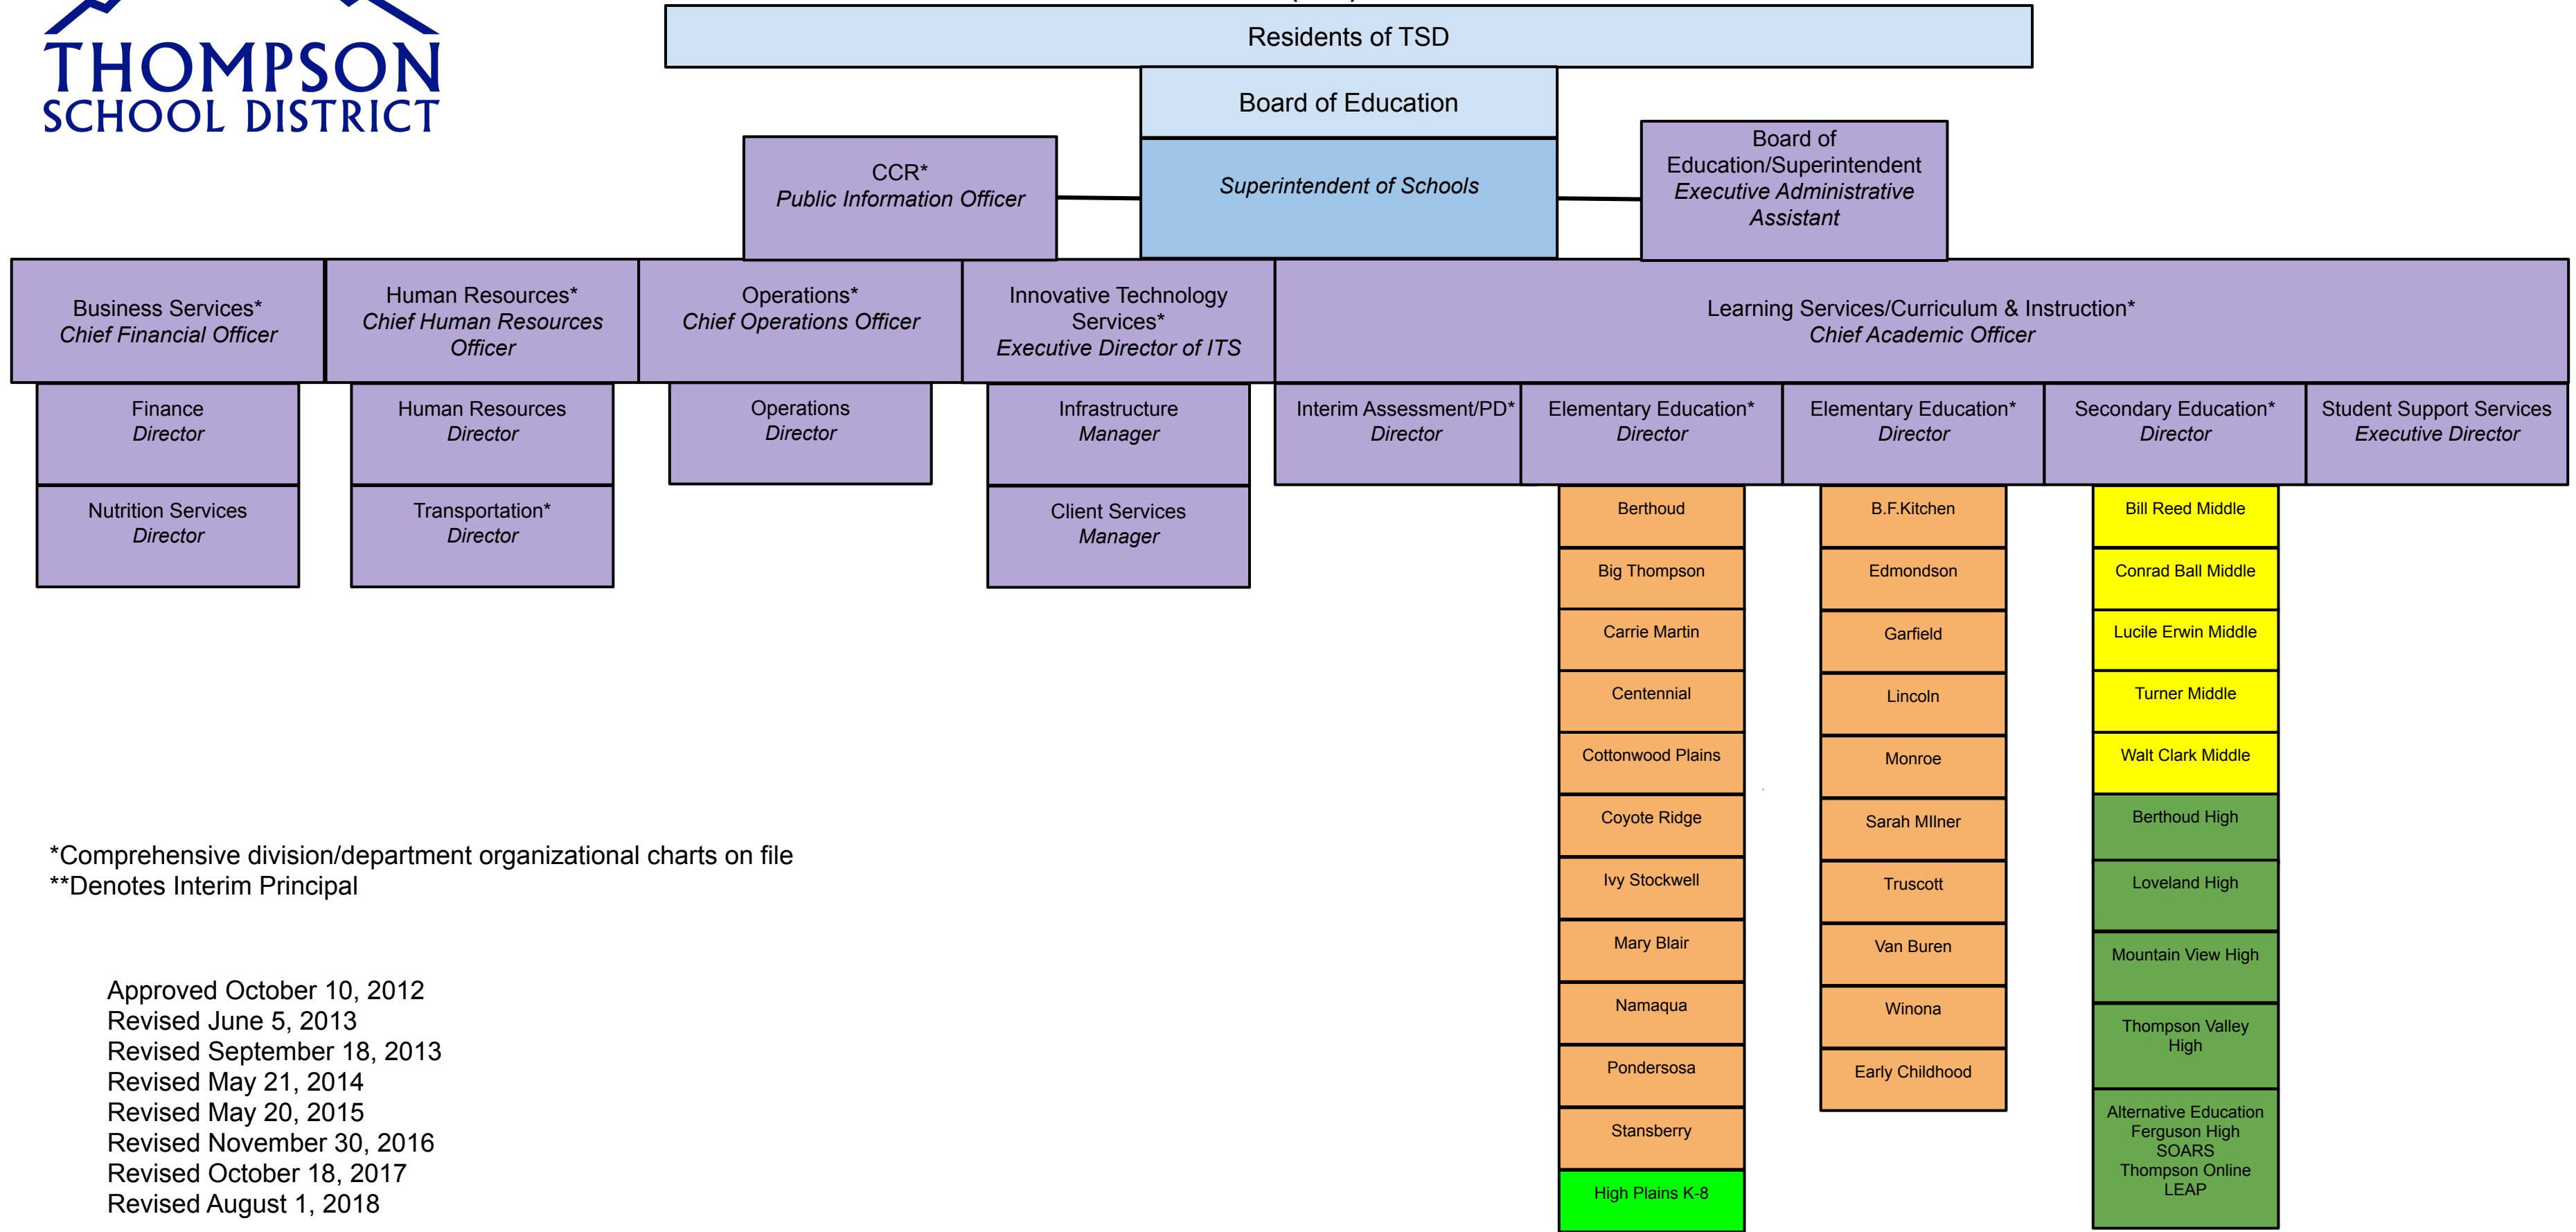 THOMPSON
SCHOOL DISTRICT
Residents of TSD
Board of Education
Superintendent of Schools
CCR*
Public Information Officer
Board of
Education/Superintendent
Executive Administrative
Assistant
Business Services*
Chief Financial Officer
Human Resources*
Chief Human Resources
Officer
Operations*
Chief Operations Officer
Innovative Technology
Services*
Executive Director of ITS
Learning Services/Curriculum & Instruction*
Chief Academic Officer
Finance
Director
Human Resources
Director
Operations
Director
Infrastructure
Manager
Interim Assessment/PD*
Director
Elementary Education*
Director
Elementary Education*
Director
Secondary Education*
Director
Student Support Services
Executive Director
Nutrition Services
Director
Transportation*
Director
Client Services
Manager
Berthoud
Big Thompson
Carrie Martin
Centennial
Cottonwood Plains
Coyote Ridge
Ivy Stockwell
Mary Blair
Namaqua
Pondersosa
Stansberry
High Plains K-8
B.F.Kitchen
Edmondson
Garfield
Lincoln
Monroe
Sarah MIlner
Truscott
Van Buren
Winona
Early Childhood
Bill Reed Middle
Conrad Ball Middle
Lucile Erwin Middle
Turner Middle
Walt Clark Middle
Berthoud High
Loveland High
Mountain View High
Thompson Valley
High
Alternative Education
Ferguson High
SOARS
Thompson Online
LEAP
*Comprehensive division/department organizational charts on file
**Denotes Interim Principal
Approved October 10, 2012
Revised June 5, 2013
Revised September 18, 2013
Revised May 21, 2014
Revised May 20, 2015
Revised November 30, 2016
Revised October 18, 2017
Revised August 1, 2018